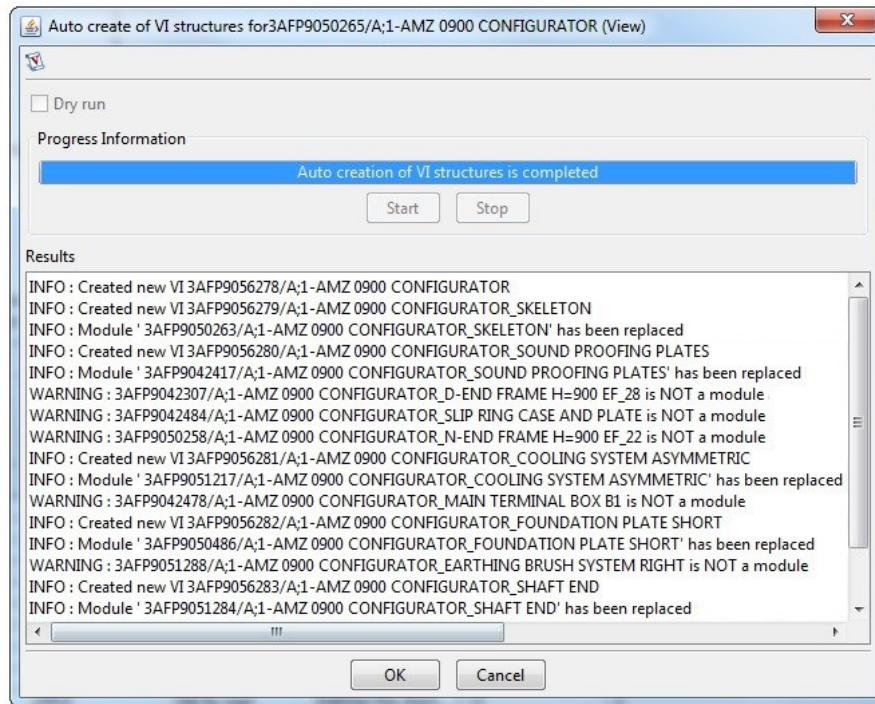 Auto create of VI structures for3AFP9050265/A;1-AMZ 0900 CONFIGURATOR (View)
Dry run
Progress Information
Auto creation of VI structures is completed
Start Stop
Results
INFO : Created new VI 3AFP9056278/A;1-AMZ 0900 CONFIGURATOR
INFO : Created new VI 3AFP9056279/A;1-AMZ 0900 CONFIGURATOR_SKELETON
INFO : Module ' 3AFP9050263/A;1-AMZ 0900 CONFIGURATOR_SKELETON' has been replaced
INFO : Created new VI 3AFP9056280/A;1-AMZ 0900 CONFIGURATOR_SOUND PROOFING PLATES
INFO : Module ' 3AFP9042417/A;1-AMZ 0900 CONFIGURATOR_SOUND PROOFING PLATES' has been replaced
WARNING : 3AFP9042307/A;1-AMZ 0900 CONFIGURATOR_D-END FRAME H=900 EF_28 is NOT a module
WARNING : 3AFP9042484/A;1-AMZ 0900 CONFIGURATOR_SLIP RING CASE AND PLATE is NOT a module
WARNING : 3AFP9050258/A;1-AMZ 0900 CONFIGURATOR_N-END FRAME H=900 EF_22 is NOT a module
INFO : Created new VI 3AFP9056281/A;1-AMZ 0900 CONFIGURATOR_COOLING SYSTEM ASYMMETRIC
INFO : Module ' 3AFP9051217/A;1-AMZ 0900 CONFIGURATOR_COOLING SYSTEM ASYMMETRIC' has been replaced
WARNING : 3AFP9042478/A;1-AMZ 0900 CONFIGURATOR_MAIN TERMINAL BOX B1 is NOT a module
INFO : Created new VI 3AFP9056282/A;1-AMZ 0900 CONFIGURATOR_FOUNDATION PLATE SHORT
INFO : Module ' 3AFP9050486/A;1-AMZ 0900 CONFIGURATOR_FOUNDATION PLATE SHORT' has been replaced
WARNING : 3AFP9051288/A;1-AMZ 0900 CONFIGURATOR_EARTHING BRUSH SYSTEM RIGHT is NOT a module
INFO : Created new VI 3AFP9056283/A;1-AMZ 0900 CONFIGURATOR_SHAFT END
INFO : Module ' 3AFP9051284/A;1-AMZ 0900 CONFIGURATOR_SHAFT END' has been replaced
OK Cancel